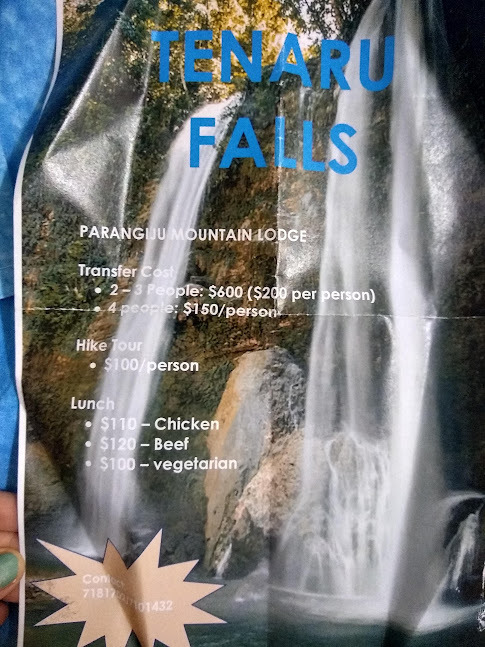 TENARU
FALLS
PARANGIJU MOUNTAIN LODGE
Transfer Cost
• 2 – 3 People: $600 ($200 per person)
• 4 people: $150/person
Hike Tour
• $100/person
Lunch
• $110 – Chicken
• $120 – Beef
• $100 – vegetarian
Contact